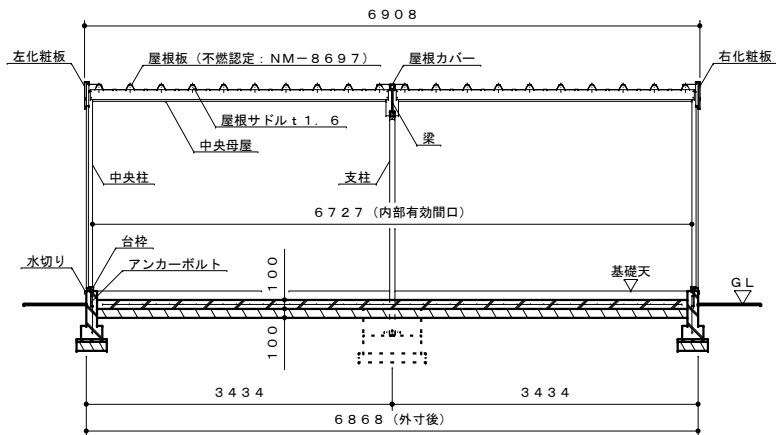 6908
左化粧板
屋根板（不燃認定：NM－8697）
屋根カバー
右化粧板
屋根サドルｔ1．6
梁
中央母屋
中央柱
支柱
6727（内部有効間口）
台枠
水切り
アンカーボルト
100
基礎天
GL
100
3434
3434
6868（外寸後）